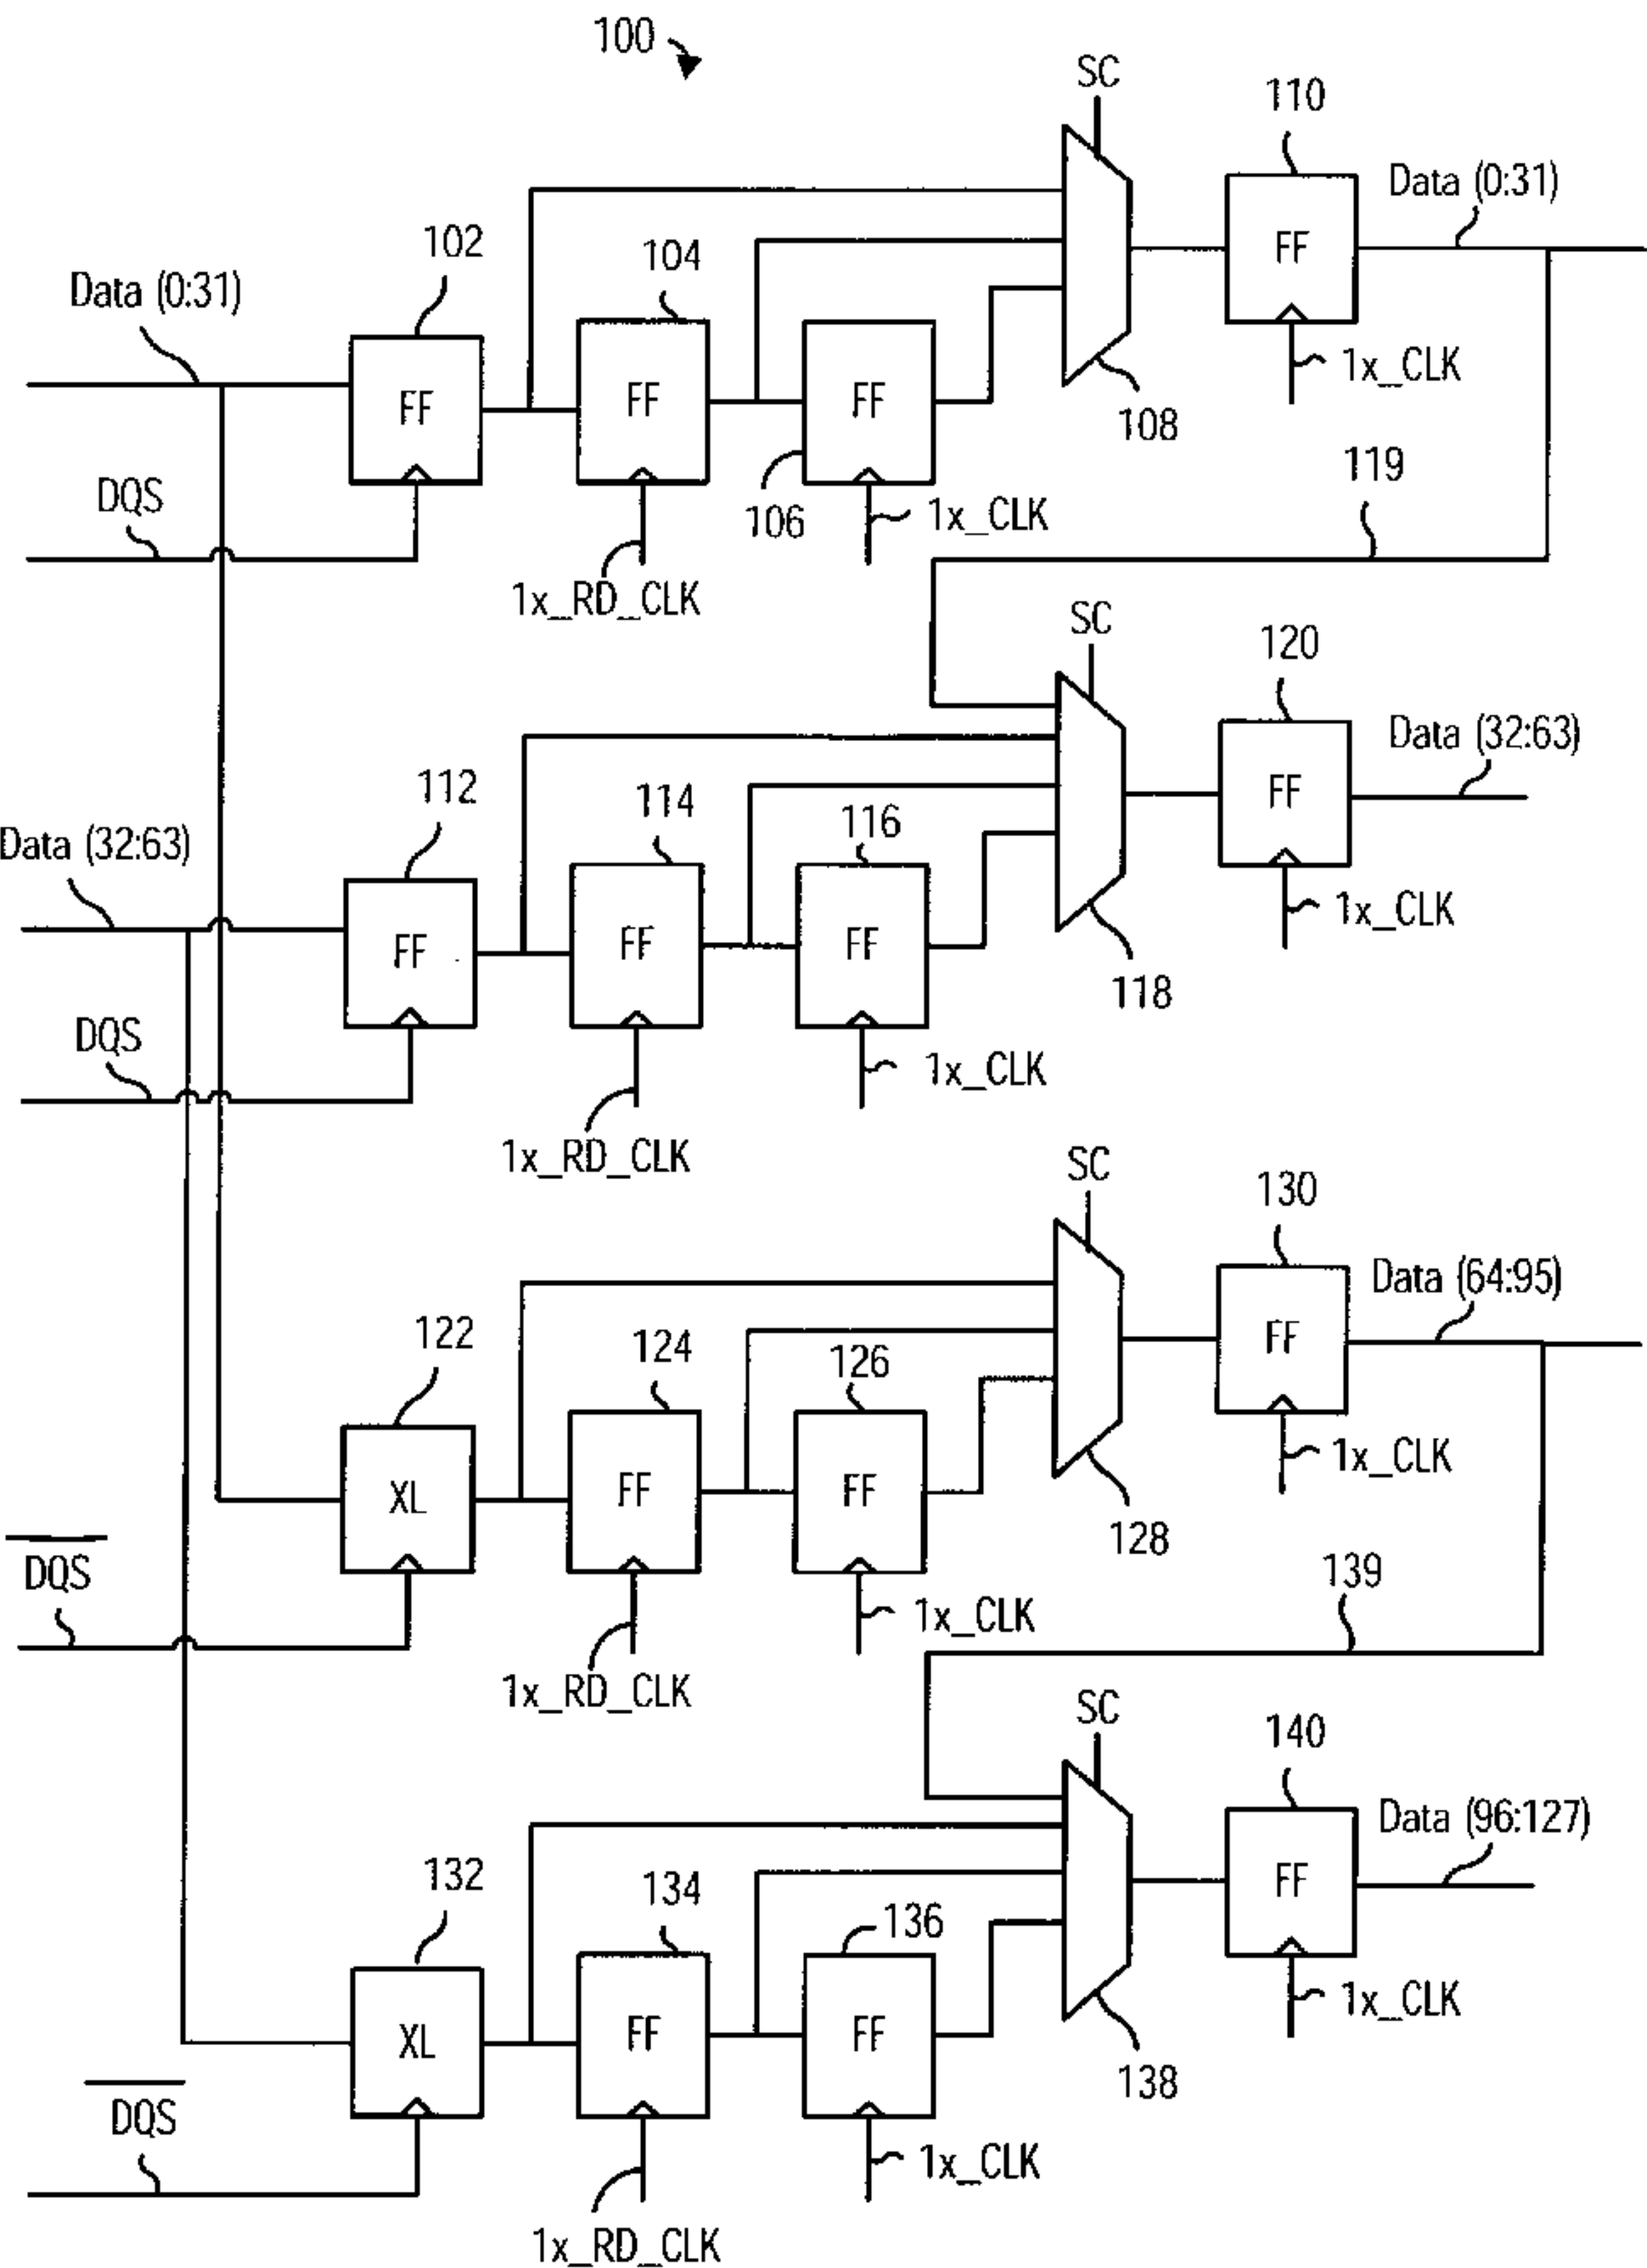 100
SC
110
Data (0:31)
102
104
Data (0:31)
FF
FF
FF
FF
1x_CLK
108
DQS
106
1x_CLK
119
1x_RD_CLK
SC
120
Data (32:63)
112
114
116
Data (32:63)
FF
FF
FF
FF
1x_CLK
118
DQS
1x_CLK
1x_RD_CLK
SC
130
Data (64:95)
122
124
126
FF
XL
FF
FF
1x_CLK
128
DQS
139
1x_CLK
1x_RD_CLK
SC
140
Data (96:127)
132
134
136
FF
XL
FF
FF
1x_CLK
138
DQS
1x_CLK
1x_RD_CLK